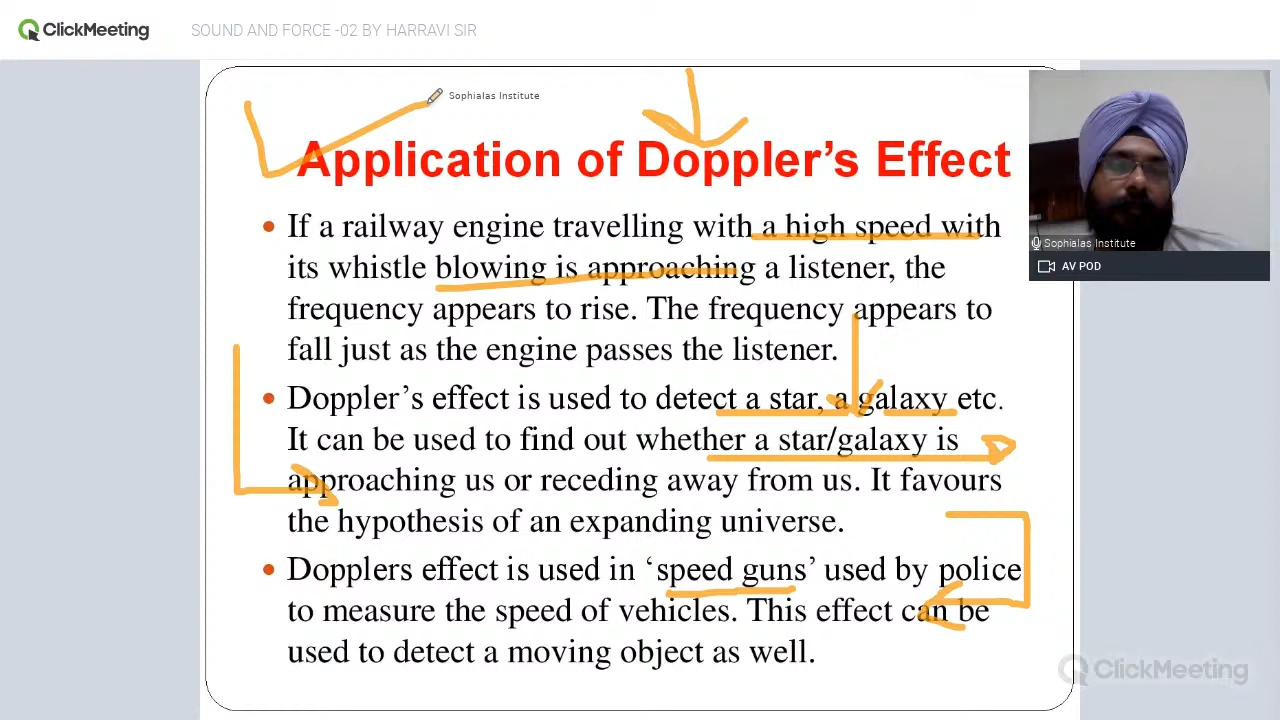 ClickMeeting
SOUND AND FORCE -02 BY HARRAVI SIR
Sophialas Institute
Application of Doppler's Effect
• If a railway engine travelling with a high speed with
its whistle blowing is approaching a listener, the
frequency appears to rise. The frequency appears to
fall just as the engine passes the listener.
• Doppler's effect is used to detect a star, a galaxy etc.
It can be used to find out whether a star/galaxy is
approaching us or receding away from us. It favours
the hypothesis of an expanding universe.
• Dopplers effect is used in ‘speed guns’ used by police
to measure the speed of vehicles. This effect can be
used to detect a moving object as well.
Sophialas Institute
AV POD
ClickMeeting